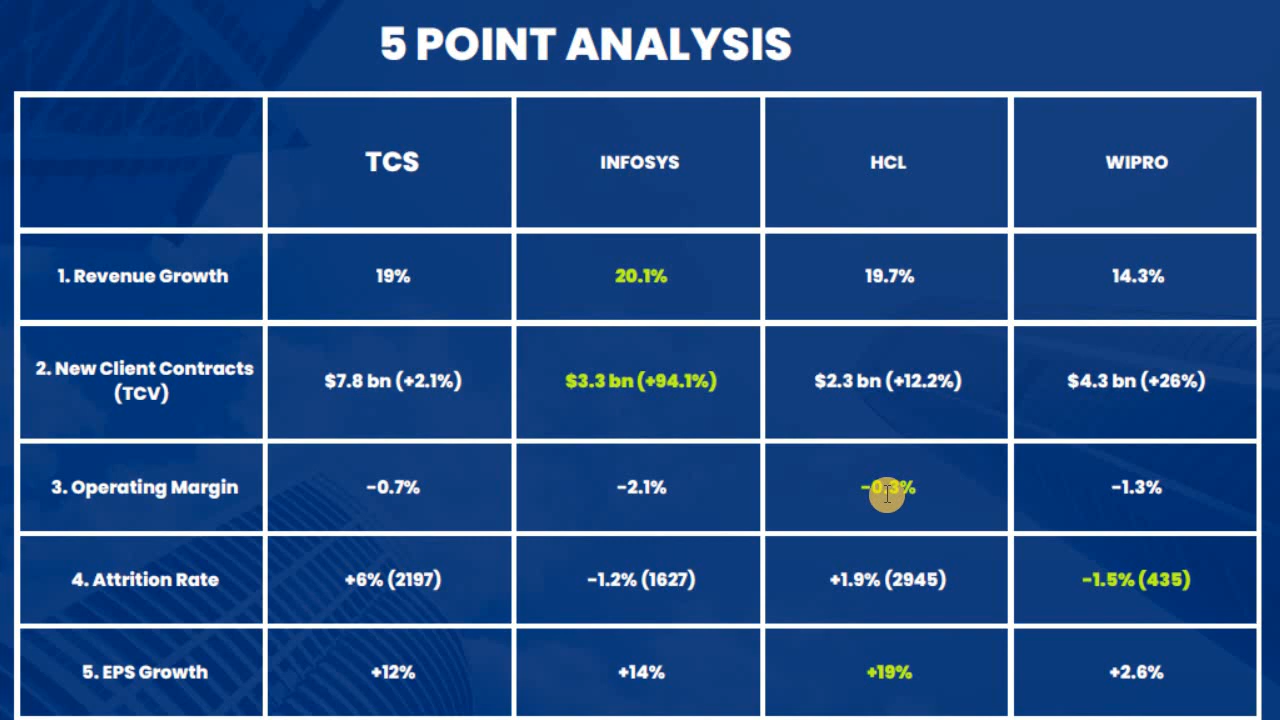 5 POINT ANALYSIS
TCS INFOSYS HCL WIPRO
1. Revenue Growth 19% 20.1% 19.7% 14.3%
2. New Client Contracts
(TCV) $7.8 bn (+2.1%) $3.3 bn (+94.1%) $2.3 bn (+12.2%) $4.3 bn (+26%)
3. Operating Margin -0.7% -2.1% -0.3% -1.3%
4. Attrition Rate +6% (2197) -1.2% (1627) +1.9% (2945) -1.5% (435)
5. EPS Growth +12% +14% +19% +2.6%